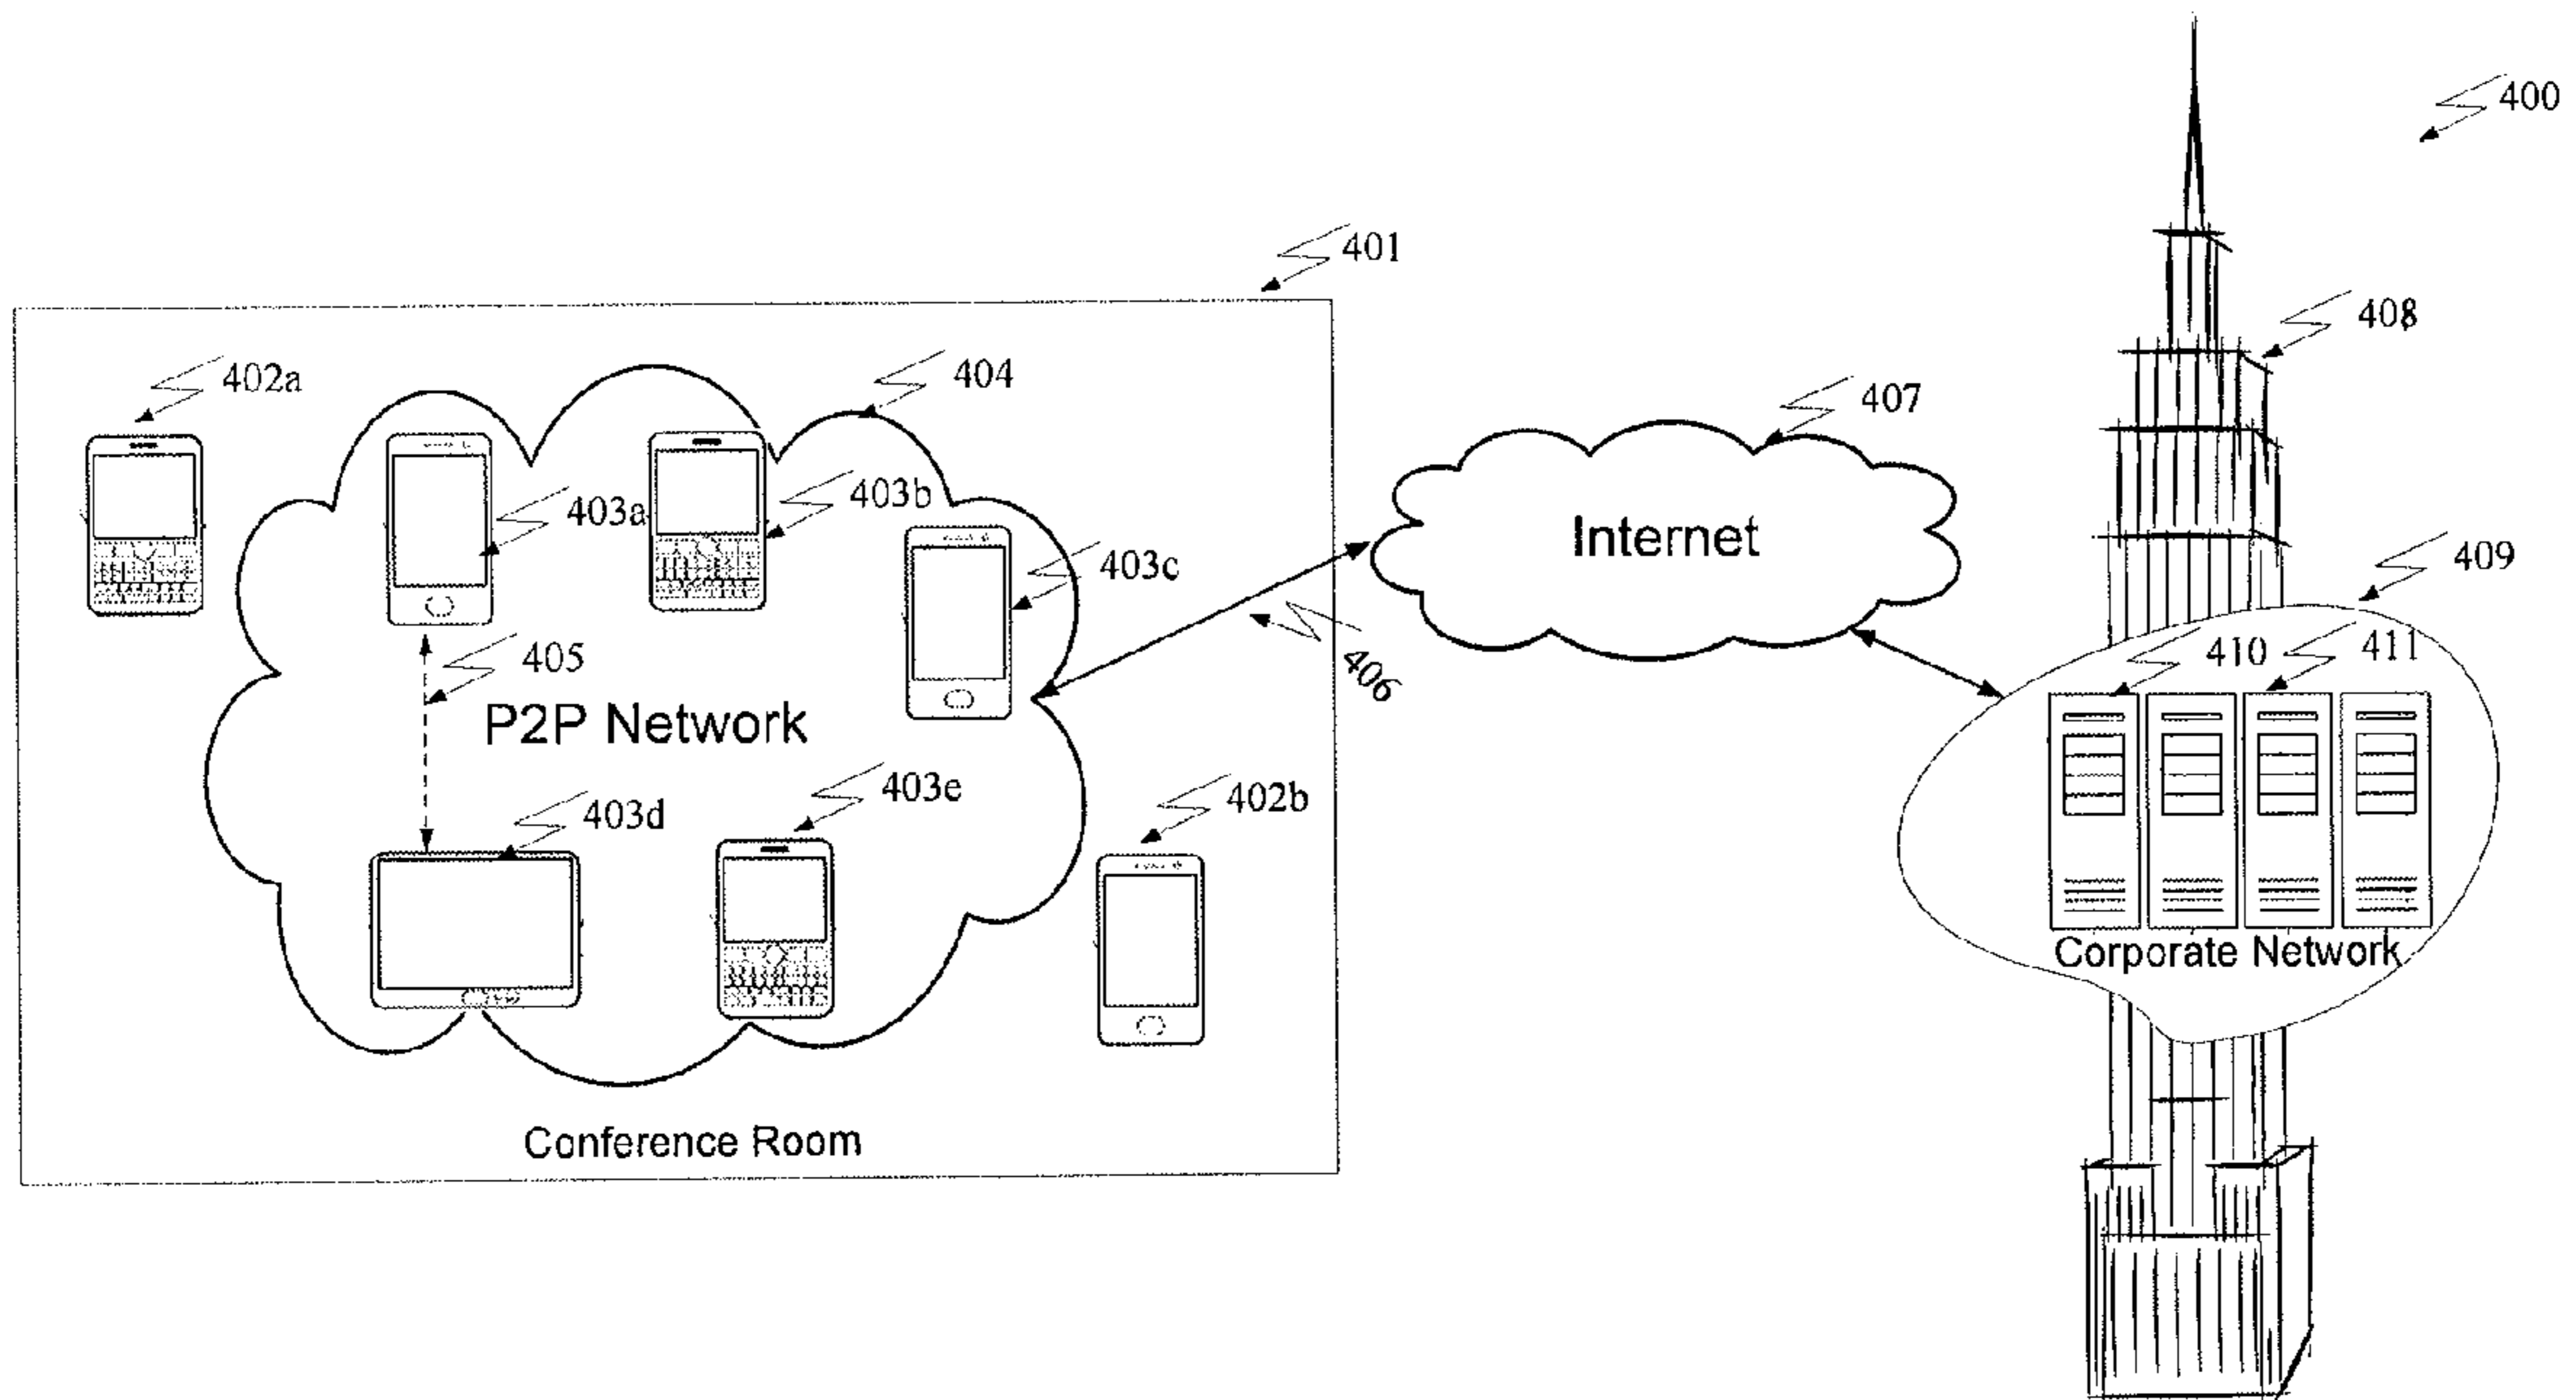 400
401
408
402a
404
407
403a
403b
Internet
403c
409
405
406
410
411
P2P Network
403d
403e
402b
Corporate Network
Conference Room